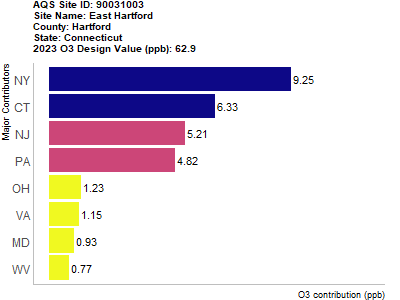 AQS Site ID: 90031003
Site Name: East Hartford
County: Hartford
State: Connecticut
2023 O3 Design Value (ppb): 62.9
Major Contributors
NY 9.25
CT 6.33
NJ 5.21
PA 4.82
OH 1.23
VA 1.15
MD 0.93
WV 0.77
O3 contribution (ppb)